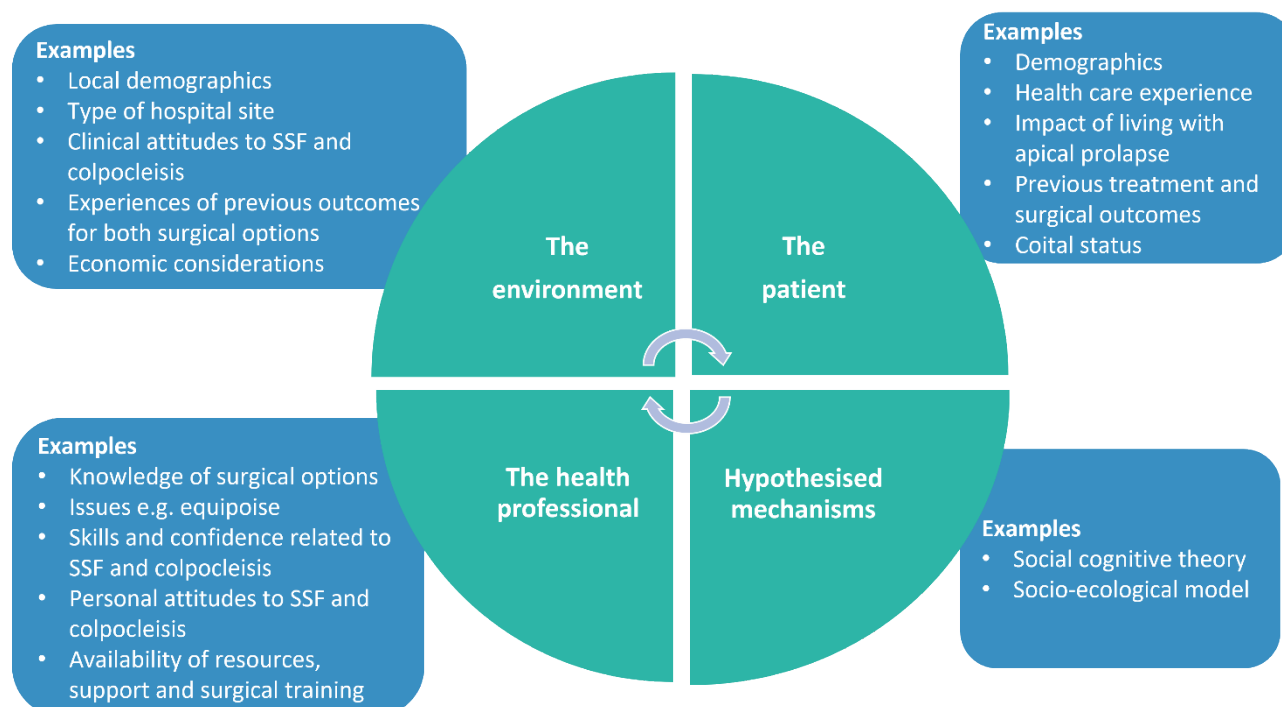 Examples
• Local demographics
• Type of hospital site
• Clinical attitudes to SSF and
colpocleisis
• Experiences of previous outcomes
for both surgical options
• Economic considerations
Examples
• Demographics
• Health care experience
• Impact of living with
apical prolapse
• Previous treatment and
surgical outcomes
• Coital status
The
environment
The
patient
The health
professional
Hypothesised
mechanisms
Examples
• Knowledge of surgical options
• Issues e.g. equipoise
• Skills and confidence related to
SSF and colpocleisis
• Personal attitudes to SSF and
colpocleisis
• Availability of resources,
support and surgical training
Examples
• Social cognitive theory
• Socio-ecological model